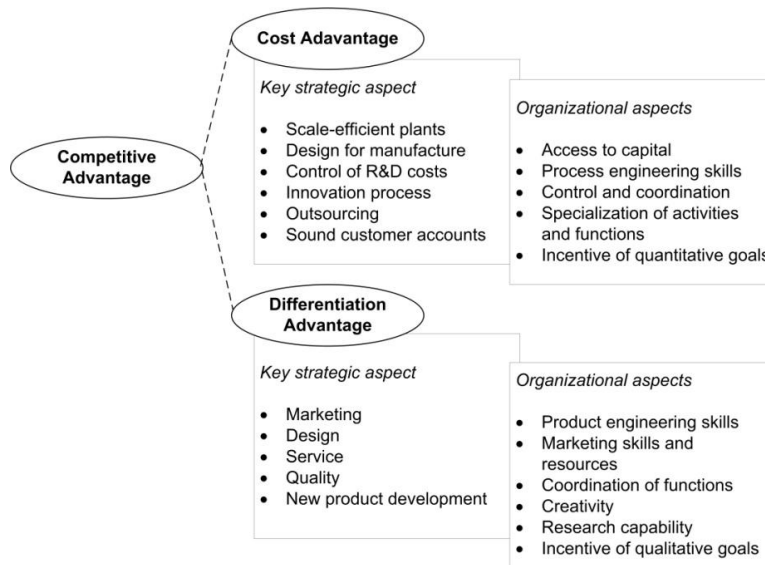 Cost Adavantage
Key strategic aspect
• Scale-efficient plants
• Design for manufacture
• Control of R&D costs
• Innovation process
• Outsourcing
• Sound customer accounts
Organizational aspects
• Access to capital
• Process engineering skills
• Control and coordination
• Specialization of activities
and functions
• Incentive of quantitative goals
Competitive
Advantage
Differentiation
Advantage
Key strategic aspect
• Marketing
• Design
• Service
• Quality
• New product development
Organizational aspects
• Product engineering skills
• Marketing skills and
resources
• Coordination of functions
• Creativity
• Research capability
• Incentive of qualitative goals